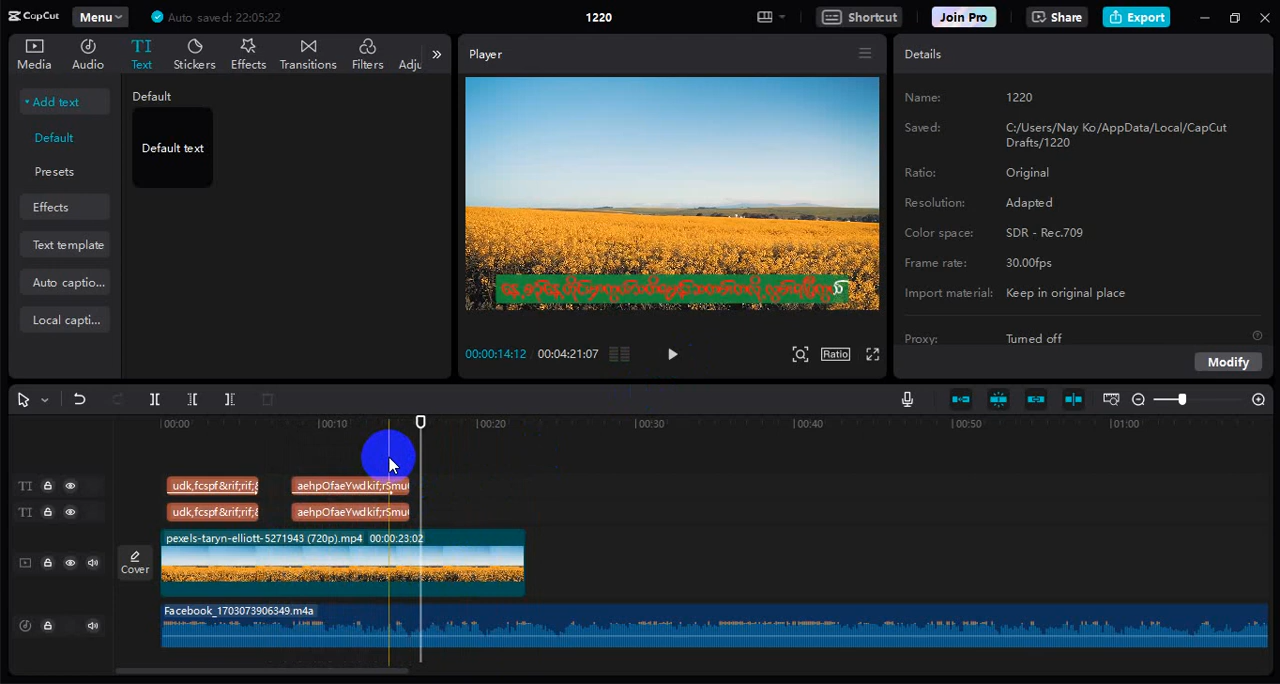 CapCut
Menu
Auto saved: 22:05:22
1220
Shortcut
Join Pro
Share
Export
Media
Audio
TI
Text
Stickers
Effects
Transitions
Filters
Adju
Add text
Default
Presets
Effects
Text template
Auto captio...
Local capti...
Default
Default text
Player
00:00:14:12
00:04:21:07
Ratio
Details
Name: 1220
Saved: C:/Users/Nay Ko/AppData/Local/CapCut
Drafts/1220
Ratio: Original
Resolution: Adapted
Color space: SDR - Rec.709
Frame rate: 30.00fps
Import material: Keep in original place
Proxy: Turned off
Modify
00:00
00:10
00:20
00:30
00:40
00:50
01:00
TI
udk,fcspf&rif;rif;&
aehpOfaeYwdkif;rSmu
TI
udk,fcspf&rif;rif;&
aehpOfaeYwdkif;rSmu
Cover
pexels-taryn-elliott-5271943 (720p).mp4 00:00:23:02
Facebook_1703073906349.m4a